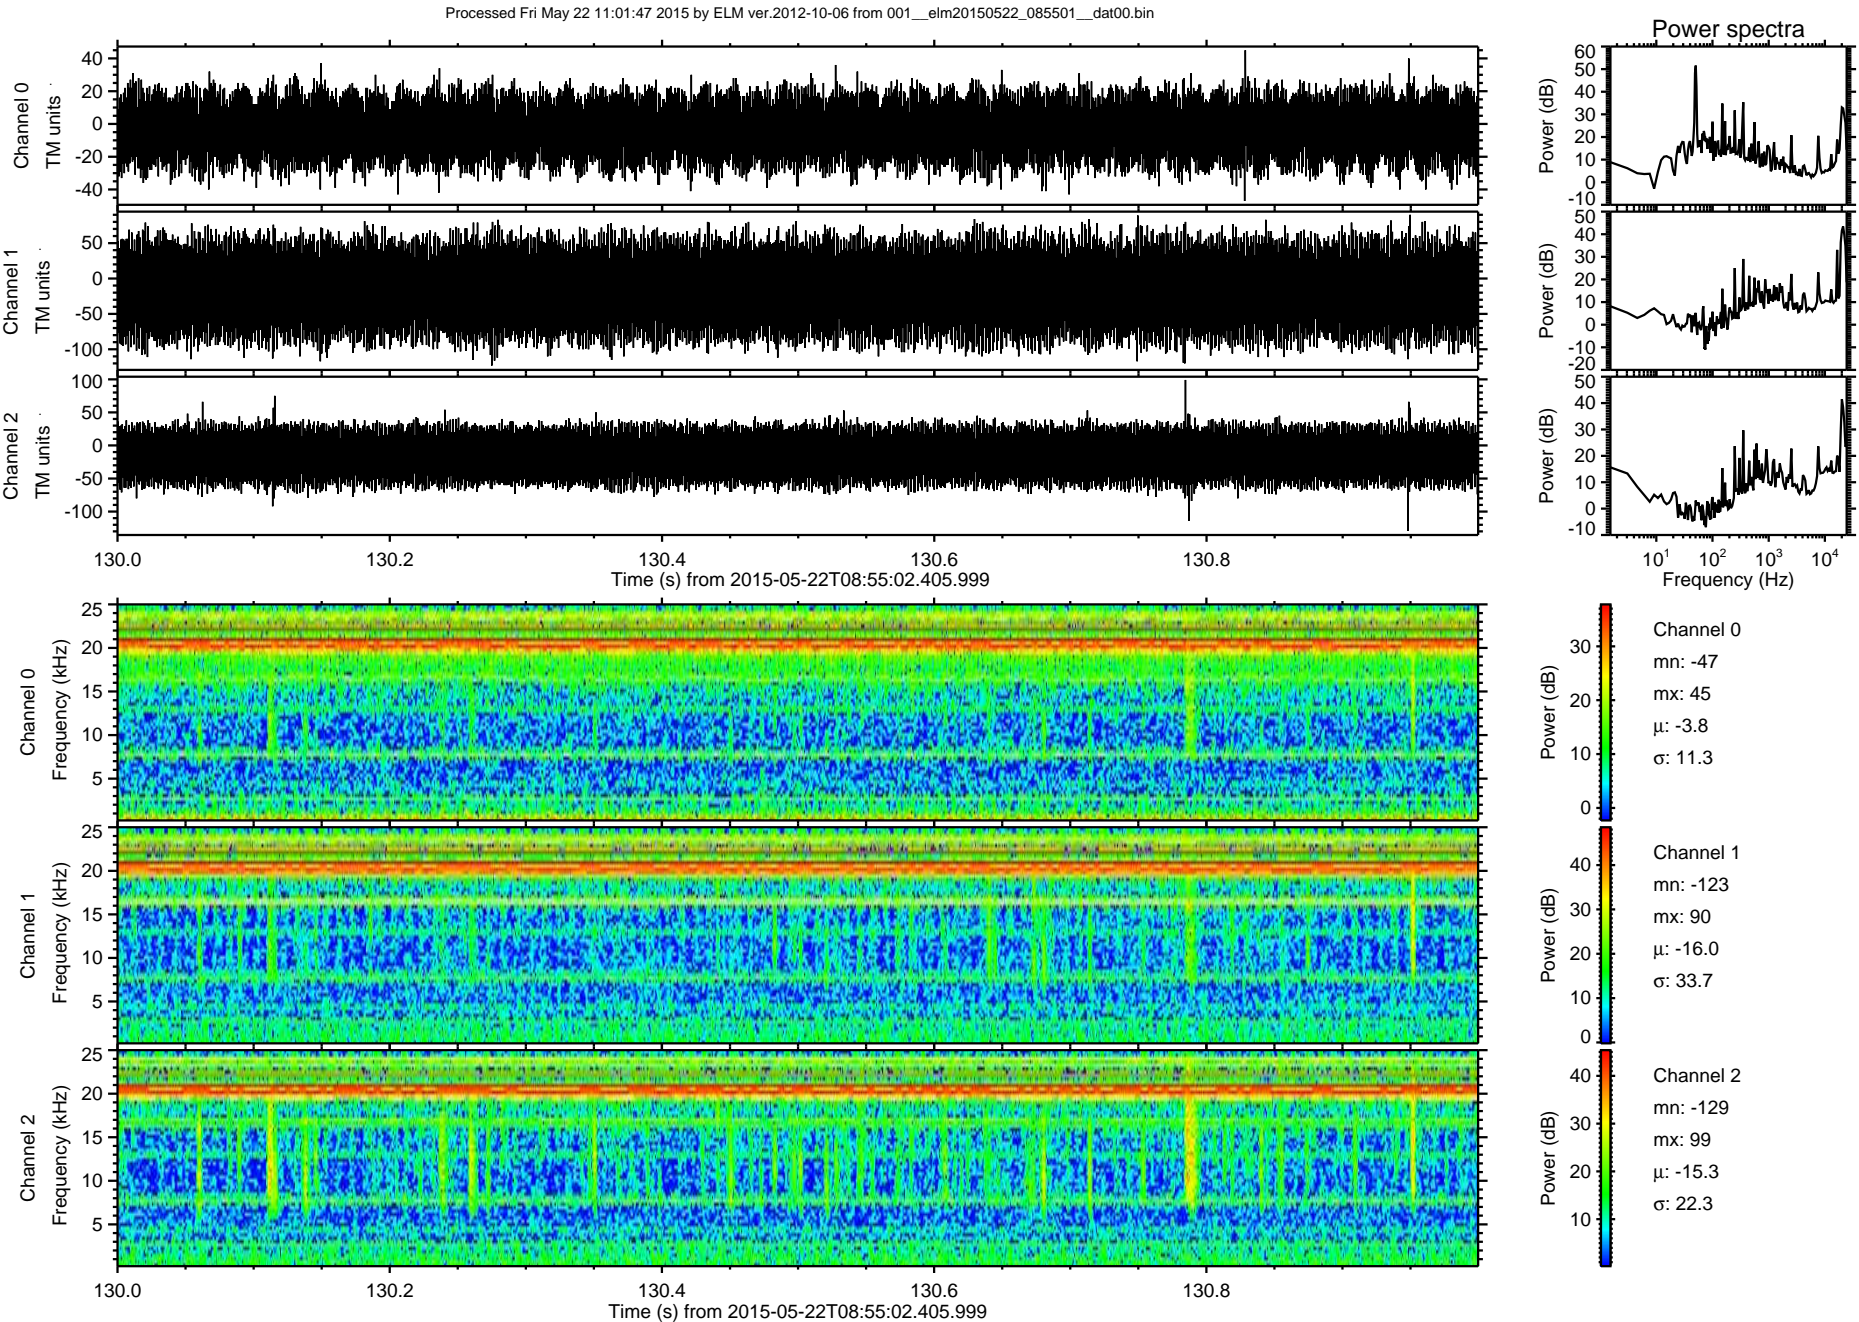 Processed Fri May 22 11:01:47 2015 by ELM ver.2012-10-06 from 001__elm20150522_085501__dat00.bin
Power spectra
Channel 0
TM units
40
20
0
-20
-40
Power (dB)
60
50
40
30
20
10
0
-10
Channel 1
TM units
50
0
-50
-100
Power (dB)
50
40
30
20
10
0
-10
-20
Channel 2
TM units
100
50
0
-50
-100
Power (dB)
50
40
30
20
10
0
-10
130.0 130.2 130.4 130.6 130.8
Time (s) from 2015-05-22T08:55:02.405.999
10^1 10^2 10^3 10^4
Frequency (Hz)
Channel 0
Frequency (kHz)
25
20
15
10
5
Power (dB)
30
20
10
0
Channel 0
mn: -47
mx: 45
μ: -3.8
σ: 11.3
Channel 1
Frequency (kHz)
25
20
15
10
5
Power (dB)
40
30
20
10
0
Channel 1
mn: -123
mx: 90
μ: -16.0
σ: 33.7
Channel 2
Frequency (kHz)
25
20
15
10
5
Power (dB)
40
30
20
10
Channel 2
mn: -129
mx: 99
μ: -15.3
σ: 22.3
130.0 130.2 130.4 130.6 130.8
Time (s) from 2015-05-22T08:55:02.405.999